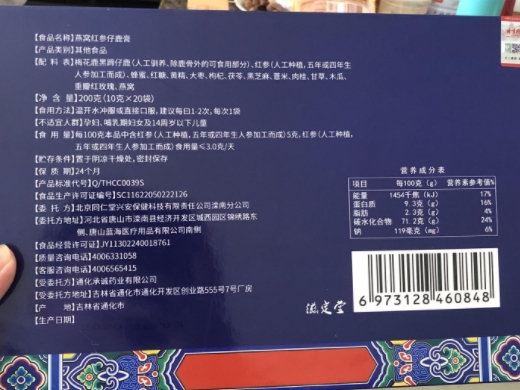 【食品名称】燕窝红参仔鹿膏
【产品类别】其他食品
【配 料 表】梅花鹿黑蹄仔鹿(人工驯养、除鹿骨外的可食用部分)、红参(人工种植，五年或四年生
人参加工而成)、蜂蜜、红糖、黄精、大枣、枸杞、茯苓、黑芝麻、薏米、肉桂、甘草、木瓜、
重瓣红玫瑰、燕窝
【净 含 量】200克(10克×20袋)
【食用方法】温开水冲服或直接口服，建议每日1-2次，每次1袋
【不适宜人群】孕妇、哺乳期妇女及14周岁以下儿童
【食 用 量】每100克本品中含红参(人工种植，五年或四年生人参加工而成)5克，红参(人工种植，
五年或四年生人参加工而成)食用量≤3.0克/天
【贮存条件】置于阴凉干燥处，密封保存
【保 质 期】24个月
【产品标准代号】Q/THCC0039S
【食品生产许可证编号】SC11622050222126
【委 托 方】北京同仁堂兴安保健科技有限责任公司滦南分公司
【委托方地址】河北省唐山市滦南县经济开发区城西园区锦绣路东
侧、唐山蓝海医疗用品有限公司南侧
【食品经营许可证】JY11302240018761
【质量咨询电话】4006331058
【客服咨询电话】4006565415
【受委托方】通化承诚药业有限公司
【受委托方地址】吉林省通化市通化开发区创业路555号7号厂房
【产 地】吉林省通化市
【生产日期】
营养成分表
项目 每100克(g) 营养素参考值%
能量 1454千焦(kJ) 17%
蛋白质 9.3克(g) 16%
脂肪 2.3克(g) 4%
碳水化合物 71.2克(g) 24%
钠 119毫克(mg) 6%
6 973128 460848